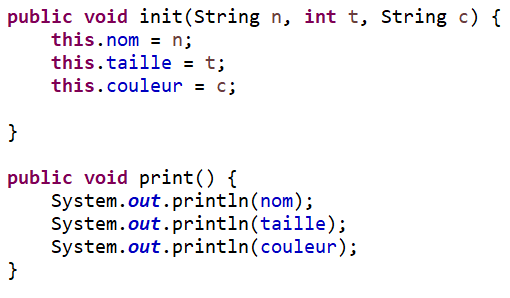 public void init(String n, int t, String c) {
    this.nom = n;
    this.taille = t;
    this.couleur = c;

}

public void print() {
    System.out.println(nom);
    System.out.println(taille);
    System.out.println(couleur);
}